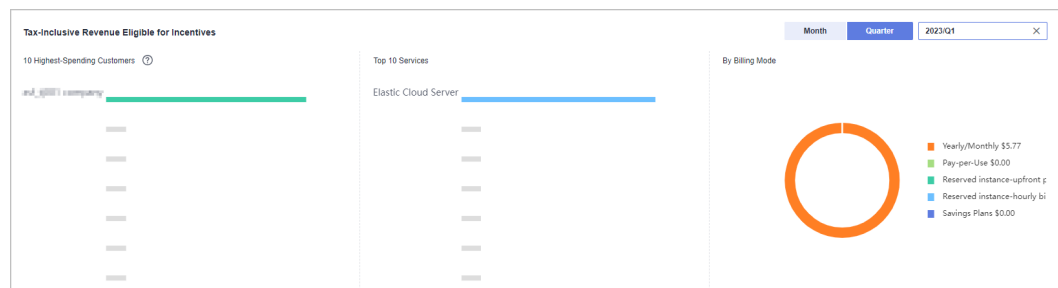 Tax-Inclusive Revenue Eligible for Incentives
Month
Quarter
2023/Q1
10 Highest-Spending Customers
Top 10 Services
By Billing Mode
company
Elastic Cloud Server
Yearly/Monthly $5.77
Pay-per-Use $0.00
Reserved instance-upfront p
Reserved instance-hourly bi
Savings Plans $0.00